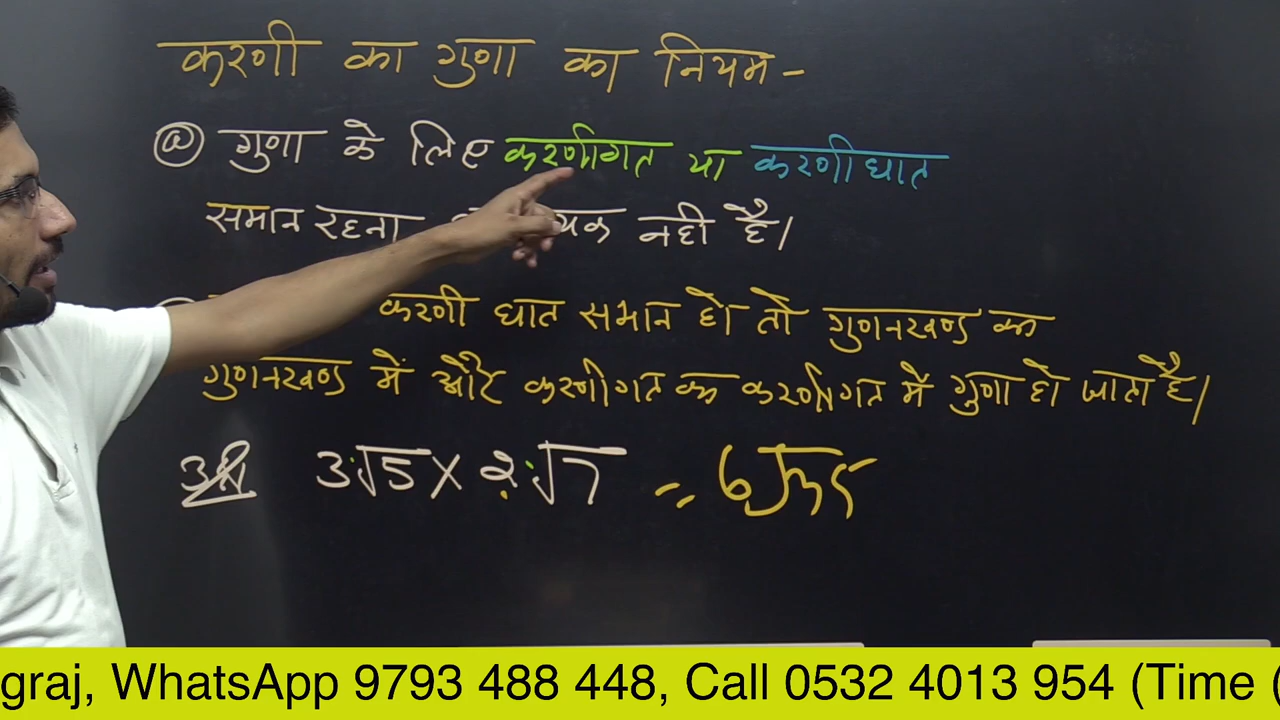 करणी का गुणा का नियम -
@ गुणा के लिए करणीगत या करणी घात
समान रहना नही है।
करणी घात समान हो तो गुणनखण्ड का
गुणनखण्ड में और करणीगत का करणीगत में गुणा हो जाता है।
3√5 × 2√7 = 6√35
graj, WhatsApp 9793 488 448, Call 0532 4013 954 (Time (